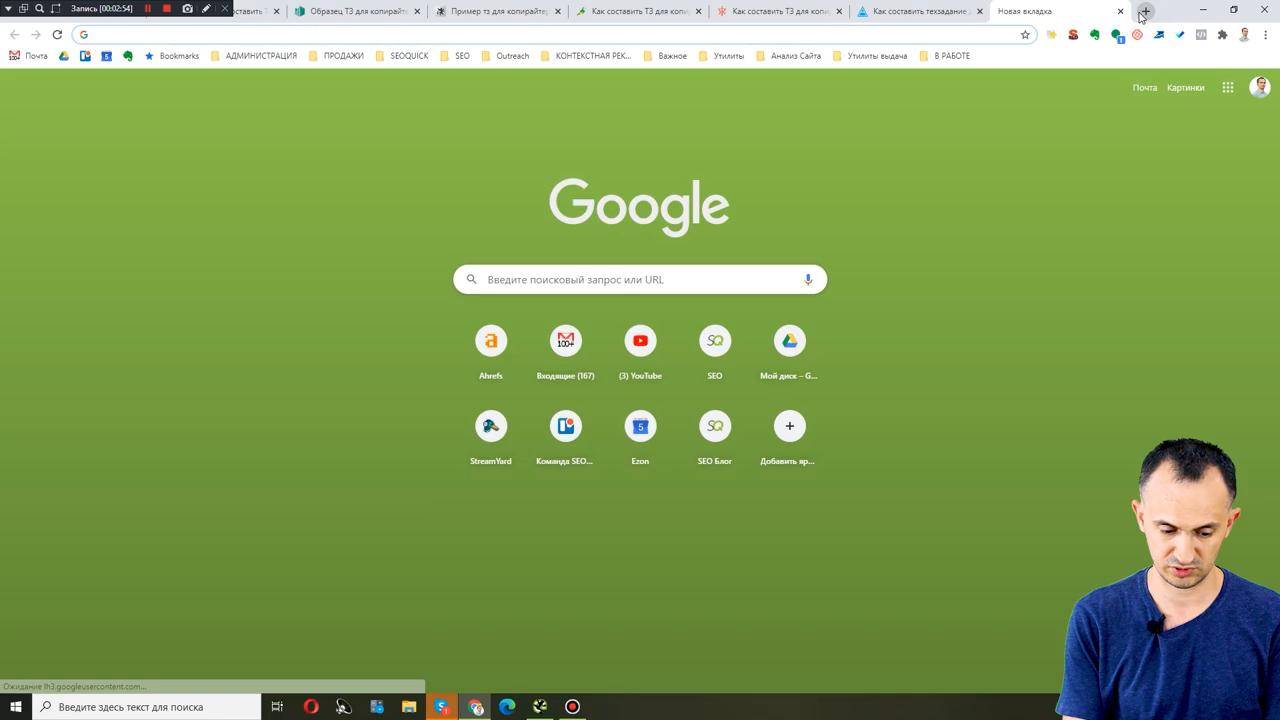 Запись [00:02:54]
оставить Т
Образец ТЗ для копирайте
Пример тз для копирайтер
Как составить ТЗ для копи
Как составить ТЗ для копи
Как составить техзадание
Новая вкладка
Почта
Bookmarks
АДМИНИСТРАЦИЯ
ПРОДАЖИ
SEOQUICK
SEO
Outreach
КОНТЕКСТНАЯ РЕК...
Важное
Утилиты
Анализ Сайта
Утилиты выдача
В РАБОТЕ
Почта Картинки
Google
Введите поисковый запрос или URL
Ahrefs
Входящие (167)
(3) YouTube
SEO
Мой диск – G...
StreamYard
Команда SEO...
Ezon
SEO Блог
Добавить яр...
Ожидание lh3.googleusercontent.com...
Введите здесь текст для поиска